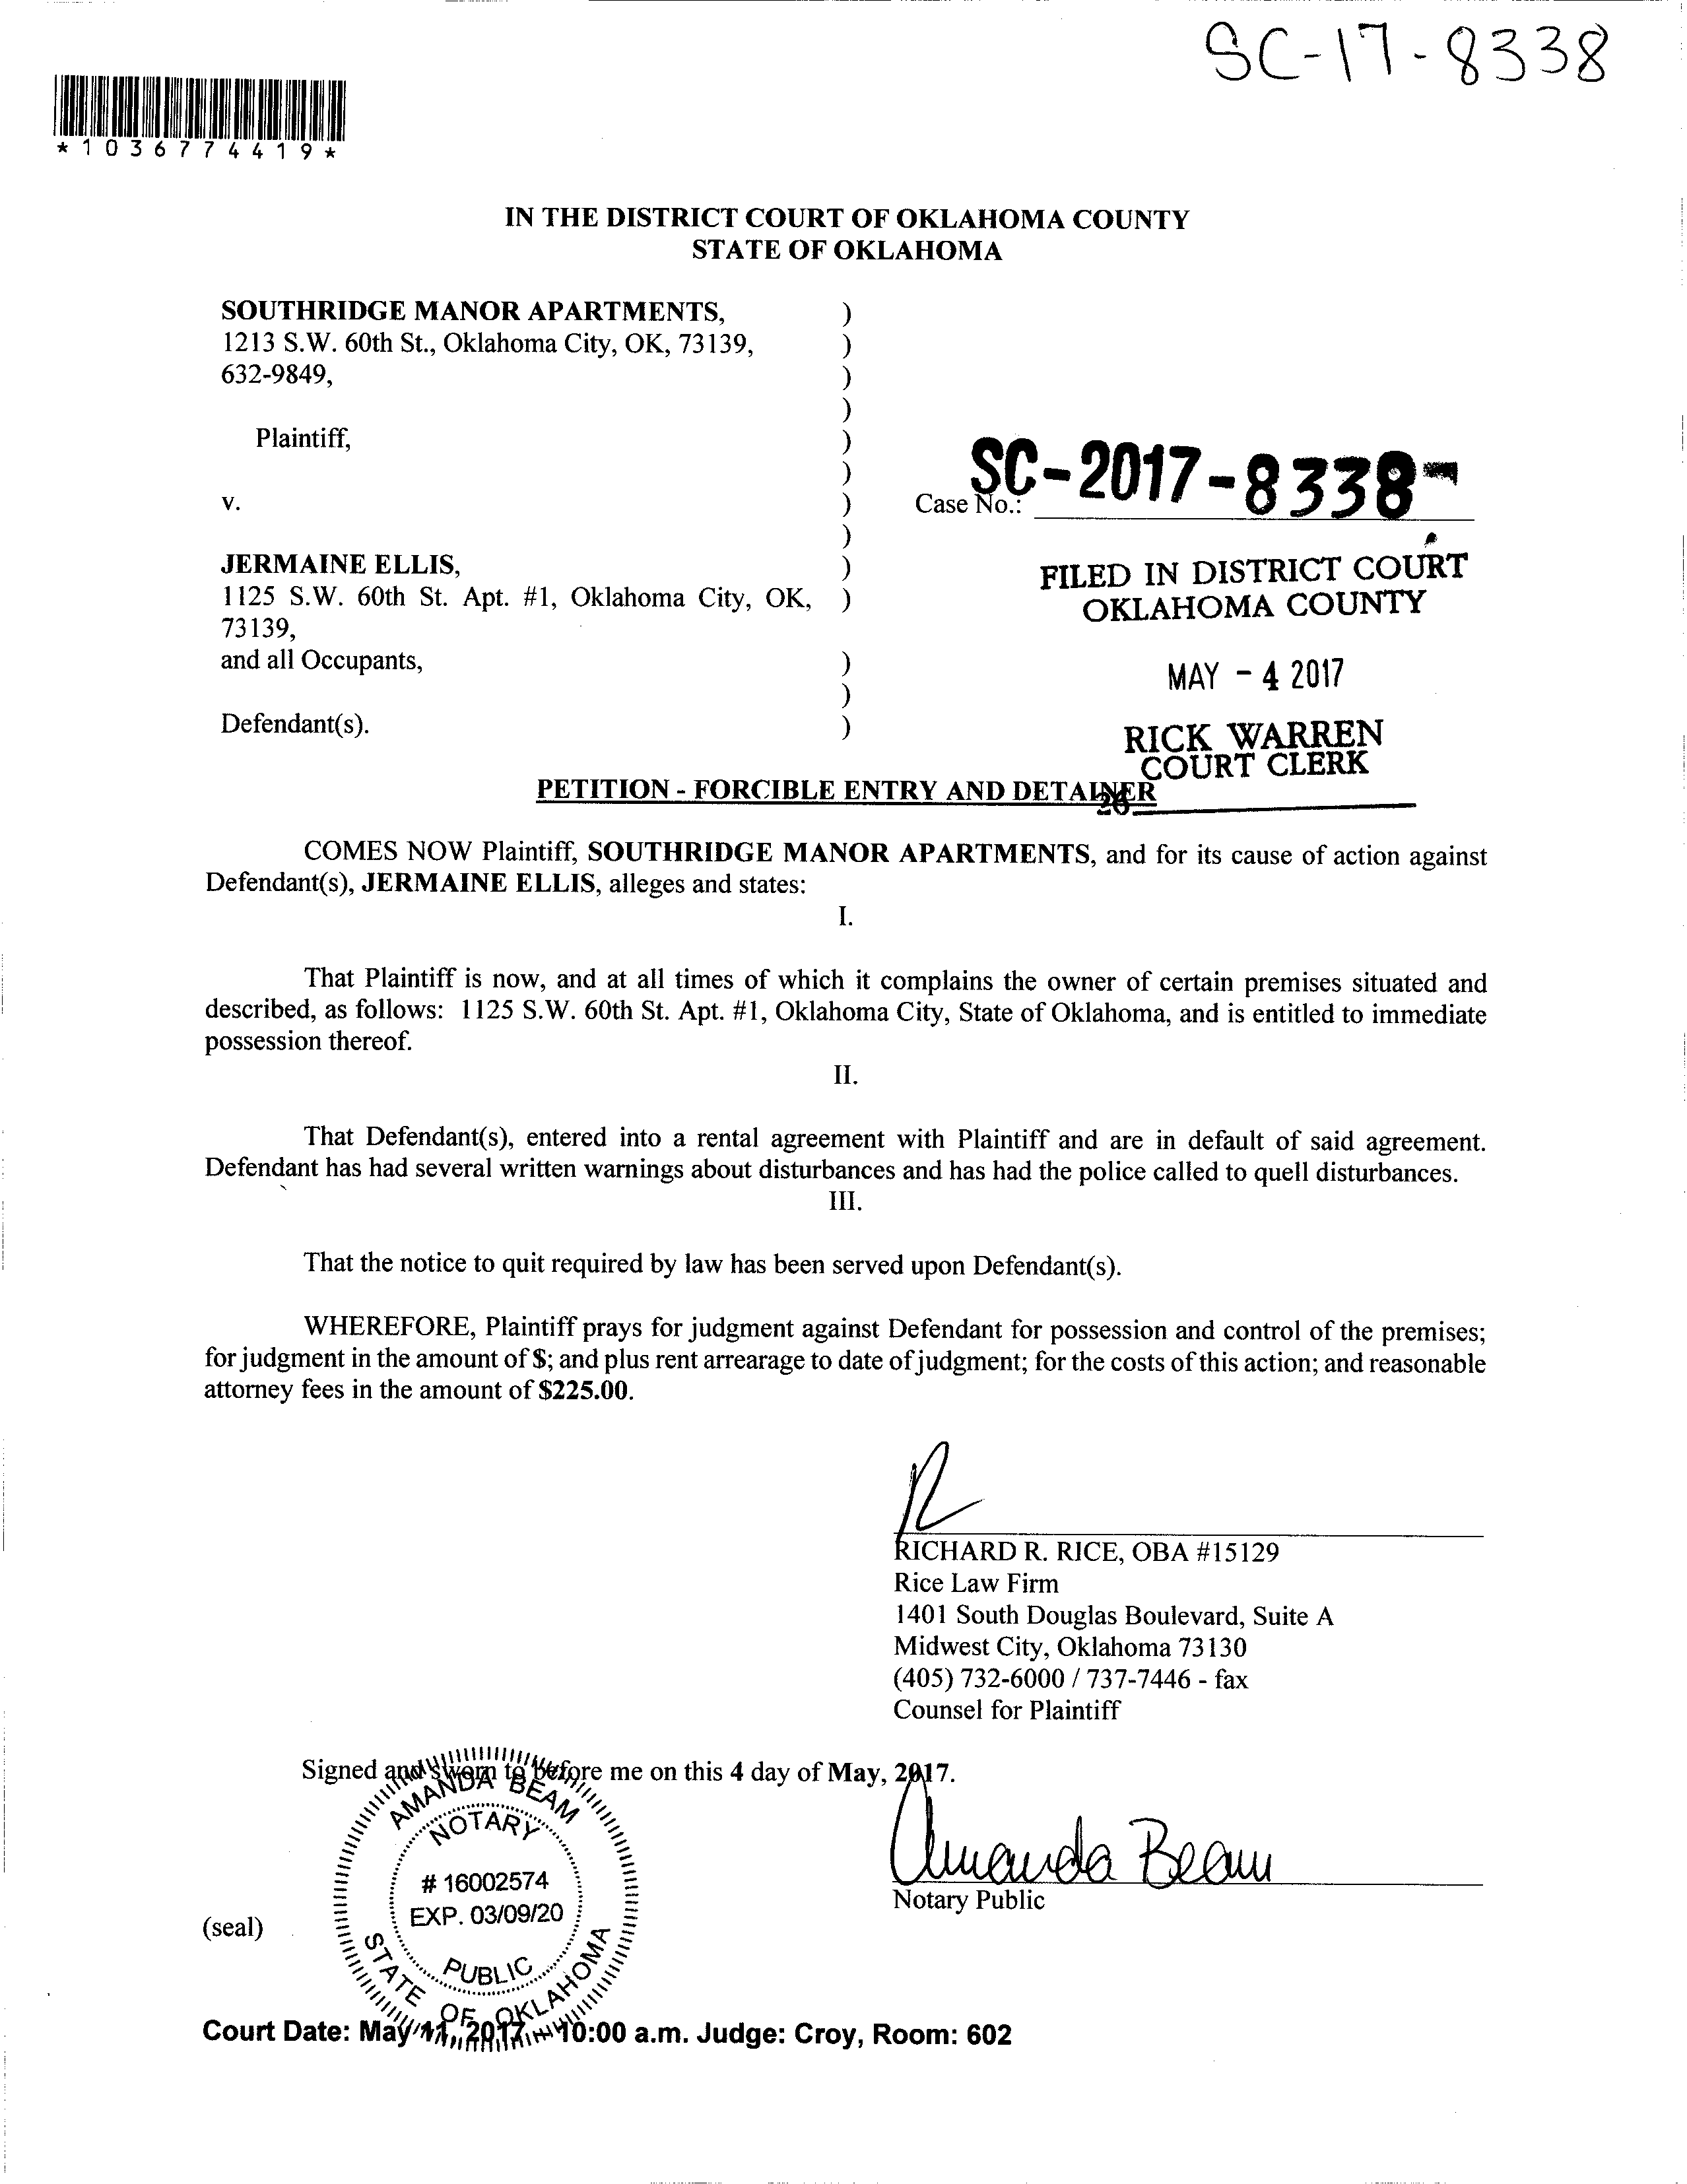 SC-17-8338
*1036774419*
IN THE DISTRICT COURT OF OKLAHOMA COUNTY
STATE OF OKLAHOMA
SOUTHRIDGE MANOR APARTMENTS, )
1213 S.W. 60th St., Oklahoma City, OK, 73139, )
632-9849, )
)
Plaintiff, )
)
v. ) Case No.: SC-2017-8338
)
JERMAINE ELLIS, )
1125 S.W. 60th St. Apt. #1, Oklahoma City, OK, )
73139,
and all Occupants, )
)
Defendant(s). )
FILED IN DISTRICT COURT
OKLAHOMA COUNTY
MAY - 4 2017
RICK WARREN
COURT CLERK
26
PETITION - FORCIBLE ENTRY AND DETAINER
COMES NOW Plaintiff, SOUTHRIDGE MANOR APARTMENTS, and for its cause of action against
Defendant(s), JERMAINE ELLIS, alleges and states:
I.
That Plaintiff is now, and at all times of which it complains the owner of certain premises situated and
described, as follows: 1125 S.W. 60th St. Apt. #1, Oklahoma City, State of Oklahoma, and is entitled to immediate
possession thereof.
II.
That Defendant(s), entered into a rental agreement with Plaintiff and are in default of said agreement.
Defendant has had several written warnings about disturbances and has had the police called to quell disturbances.
III.
That the notice to quit required by law has been served upon Defendant(s).
WHEREFORE, Plaintiff prays for judgment against Defendant for possession and control of the premises;
for judgment in the amount of $; and plus rent arrearage to date of judgment; for the costs of this action; and reasonable
attorney fees in the amount of $225.00.
RICHARD R. RICE, OBA #15129
Rice Law Firm
1401 South Douglas Boulevard, Suite A
Midwest City, Oklahoma 73130
(405) 732-6000 / 737-7446 - fax
Counsel for Plaintiff
Signed and sworn to before me on this 4 day of May, 2017.
Amanda Beam
Notary Public
(seal)
AMANDA BEAM
NOTARY
# 16002574
EXP. 03/09/20
PUBLIC
STATE OF OKLAHOMA
Court Date: May 11, 2017 10:00 a.m. Judge: Croy, Room: 602